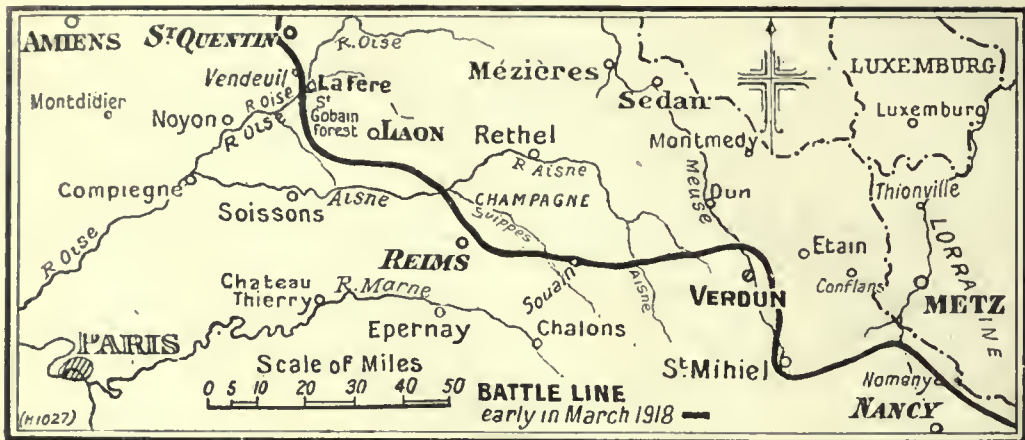 AMIENS
ST QUENTIN
R. Oise
Vendeuil
La Fère
Mézières
Sedan
LUXEMBURG
Luxemburg
Montdidier
Noyon
R. Oise
R. Oise
St
Gobain
forest
LAON
Rethel
R. Aisne
Montmedy
Meuse
Dun
Thionville
LORRAINE
Compiegne
Soissons
Aisne
CHAMPAGNE
Suippes
Etain
Conflans
METZ
R. Oise
REIMS
Souain
Aisne
VERDUN
Chateau
Thierry
R. Marne
Epernay
Chalons
St Mihiel
Nomeny
NANCY
PARIS
Scale of Miles
0 5 10 20 30 40 50
BATTLE LINE
early in March 1918
(H1027)